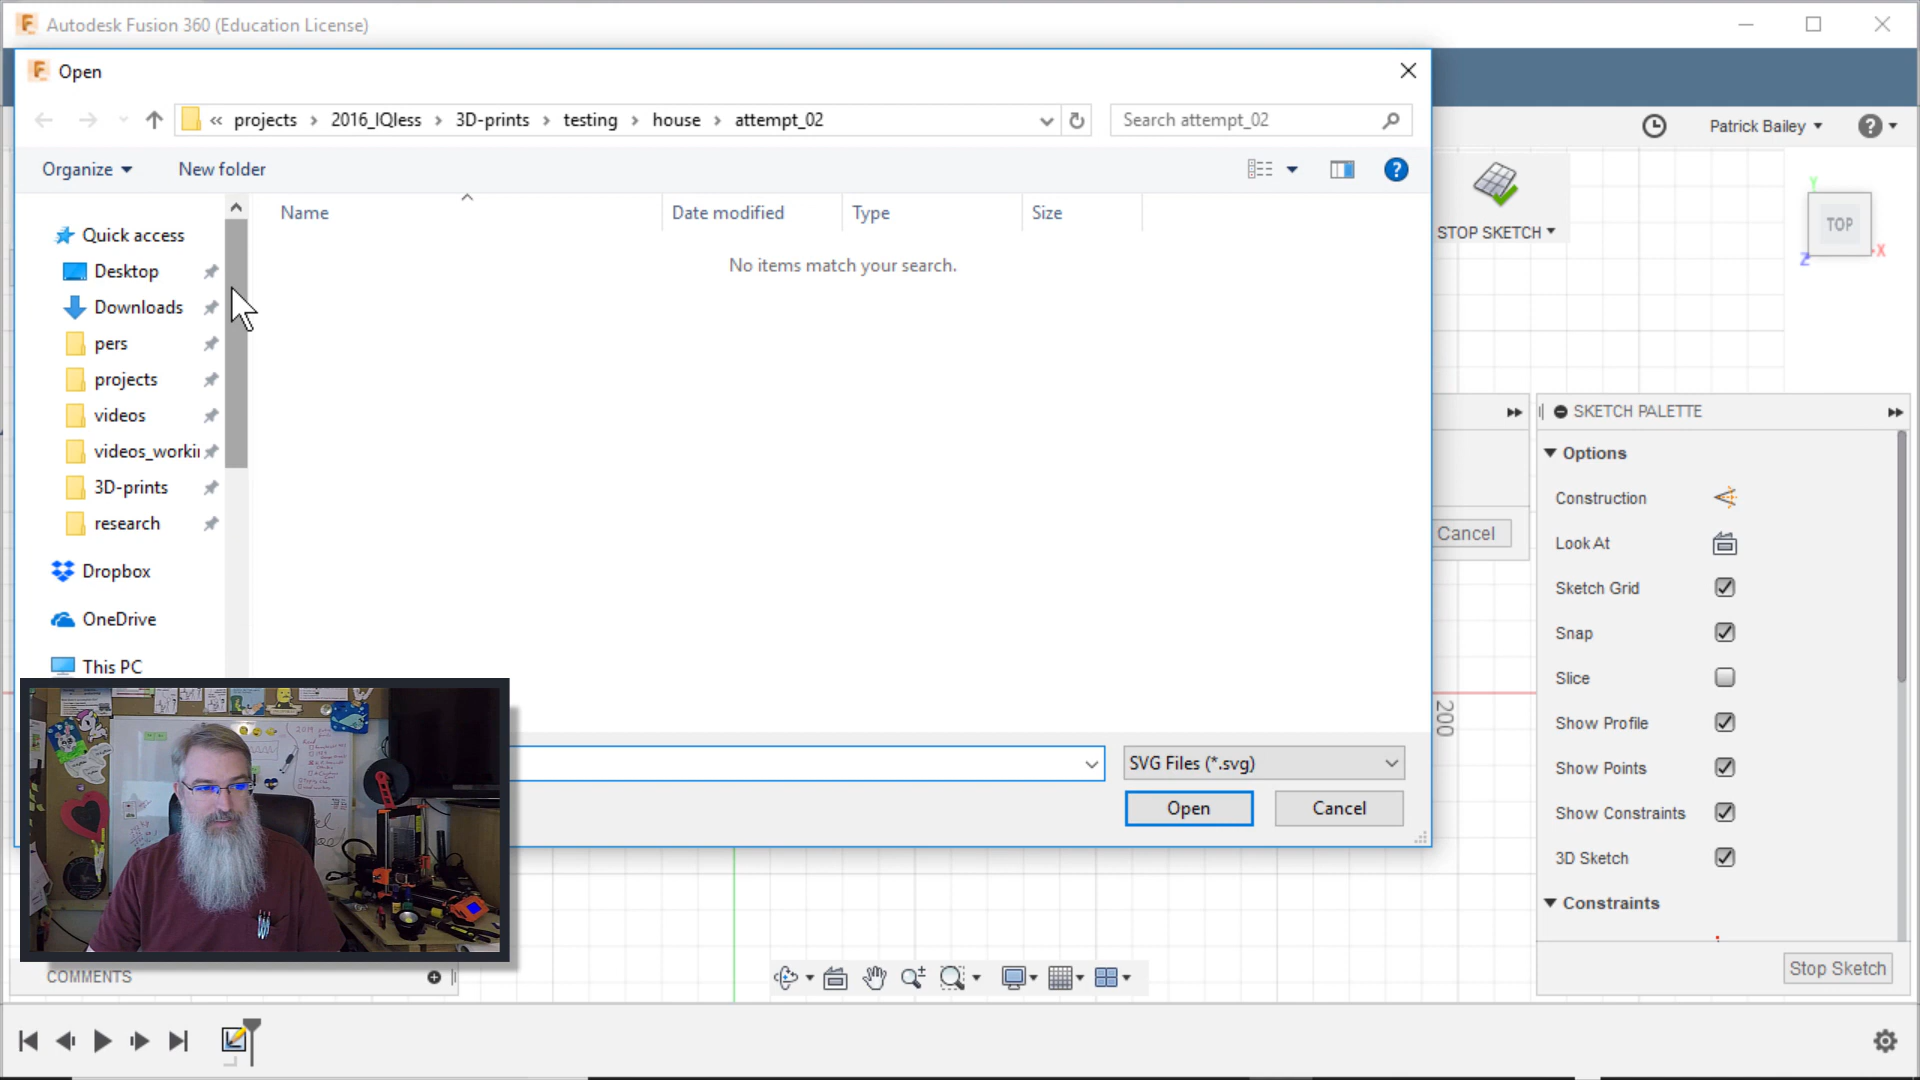 Autodesk Fusion 360 (Education License)
Open
« projects › 2016_IQless › 3D-prints › testing › house › attempt_02
Search attempt_02
Patrick Bailey
Organize
New folder
Name
Date modified
Type
Size
No items match your search.
Quick access
Desktop
Downloads
pers
projects
videos
videos_worki
3D-prints
research
Dropbox
OneDrive
This PC
STOP SKETCH
TOP
Y
X
Z
SKETCH PALETTE
Options
Construction
Look At
Sketch Grid
Snap
Slice
Show Profile
Show Points
Show Constraints
3D Sketch
Constraints
Cancel
200
SVG Files (*.svg)
Open
Cancel
Stop Sketch
COMMENTS